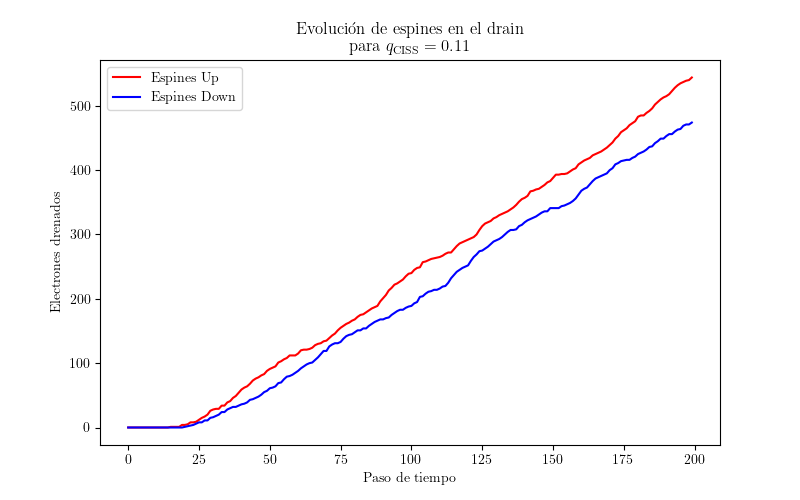 Evolución de espines en el drain
para q_CISS = 0.11
Espines Up
Espines Down
Electrones drenados
500
400
300
200
100
0
0 25 50 75 100 125 150 175 200
Paso de tiempo